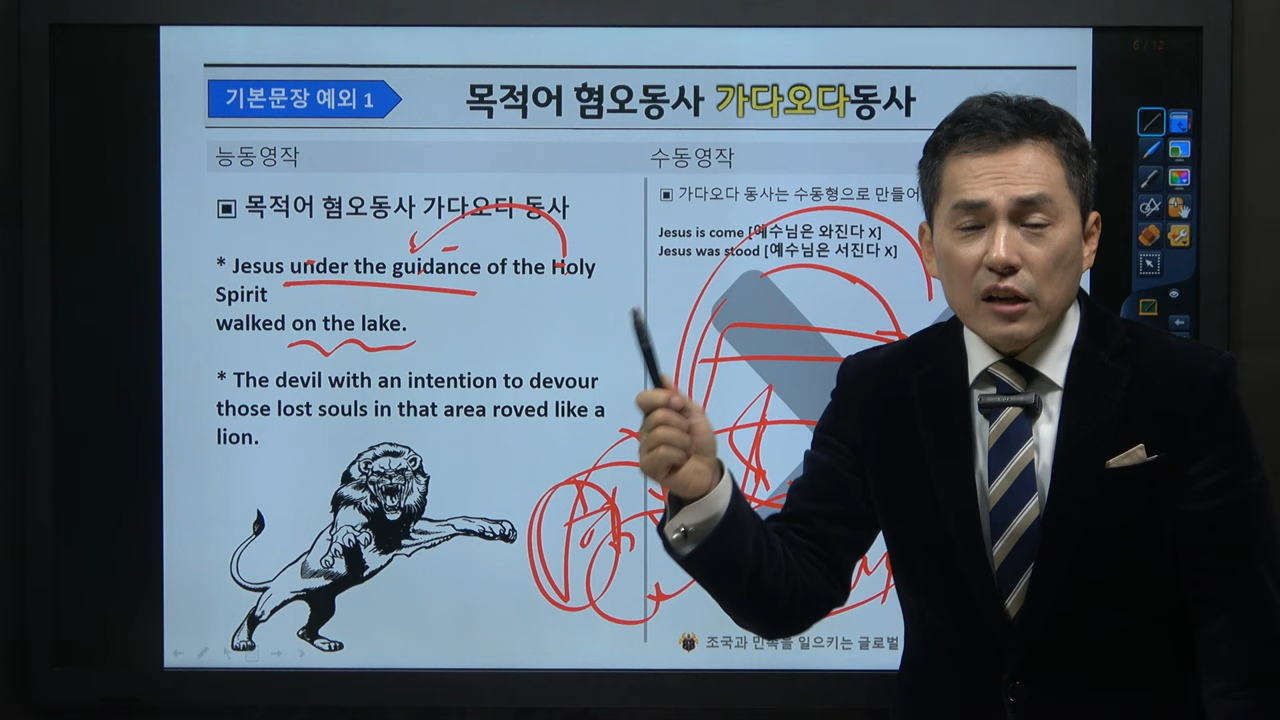 6 / 12
기본문장 예외 1
목적어 혐오동사 가다오다동사
능동영작
수동영작
▣ 목적어 혐오동사 가다오다 동사
* Jesus under the guidance of the Holy
Spirit
walked on the lake.
* The devil with an intention to devour
those lost souls in that area roved like a
lion.
▣ 가다오다 동사는 수동형으로 만들어
Jesus is come [예수님은 와진다 X]
Jesus was stood [예수님은 서진다 X]
조국과 민족을 일으키는 글로벌